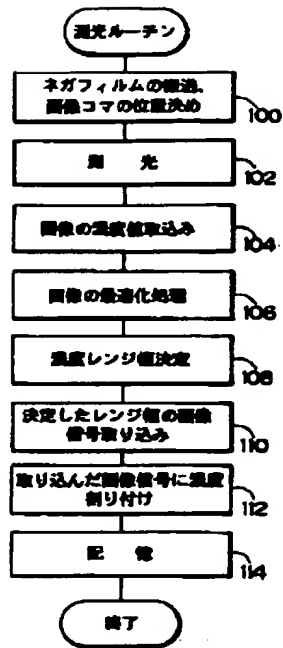 測光ルーチン
ネガフィルムの搬送、
画像コマの位置決め
100
測 光
102
画像の濃度値取込み
104
画像の最適化処理
106
濃度レンジ幅決定
108
決定したレンジ幅の画像
信号取り込み
110
取り込んだ画像信号に濃度
割り付け
112
記 憶
114
終了